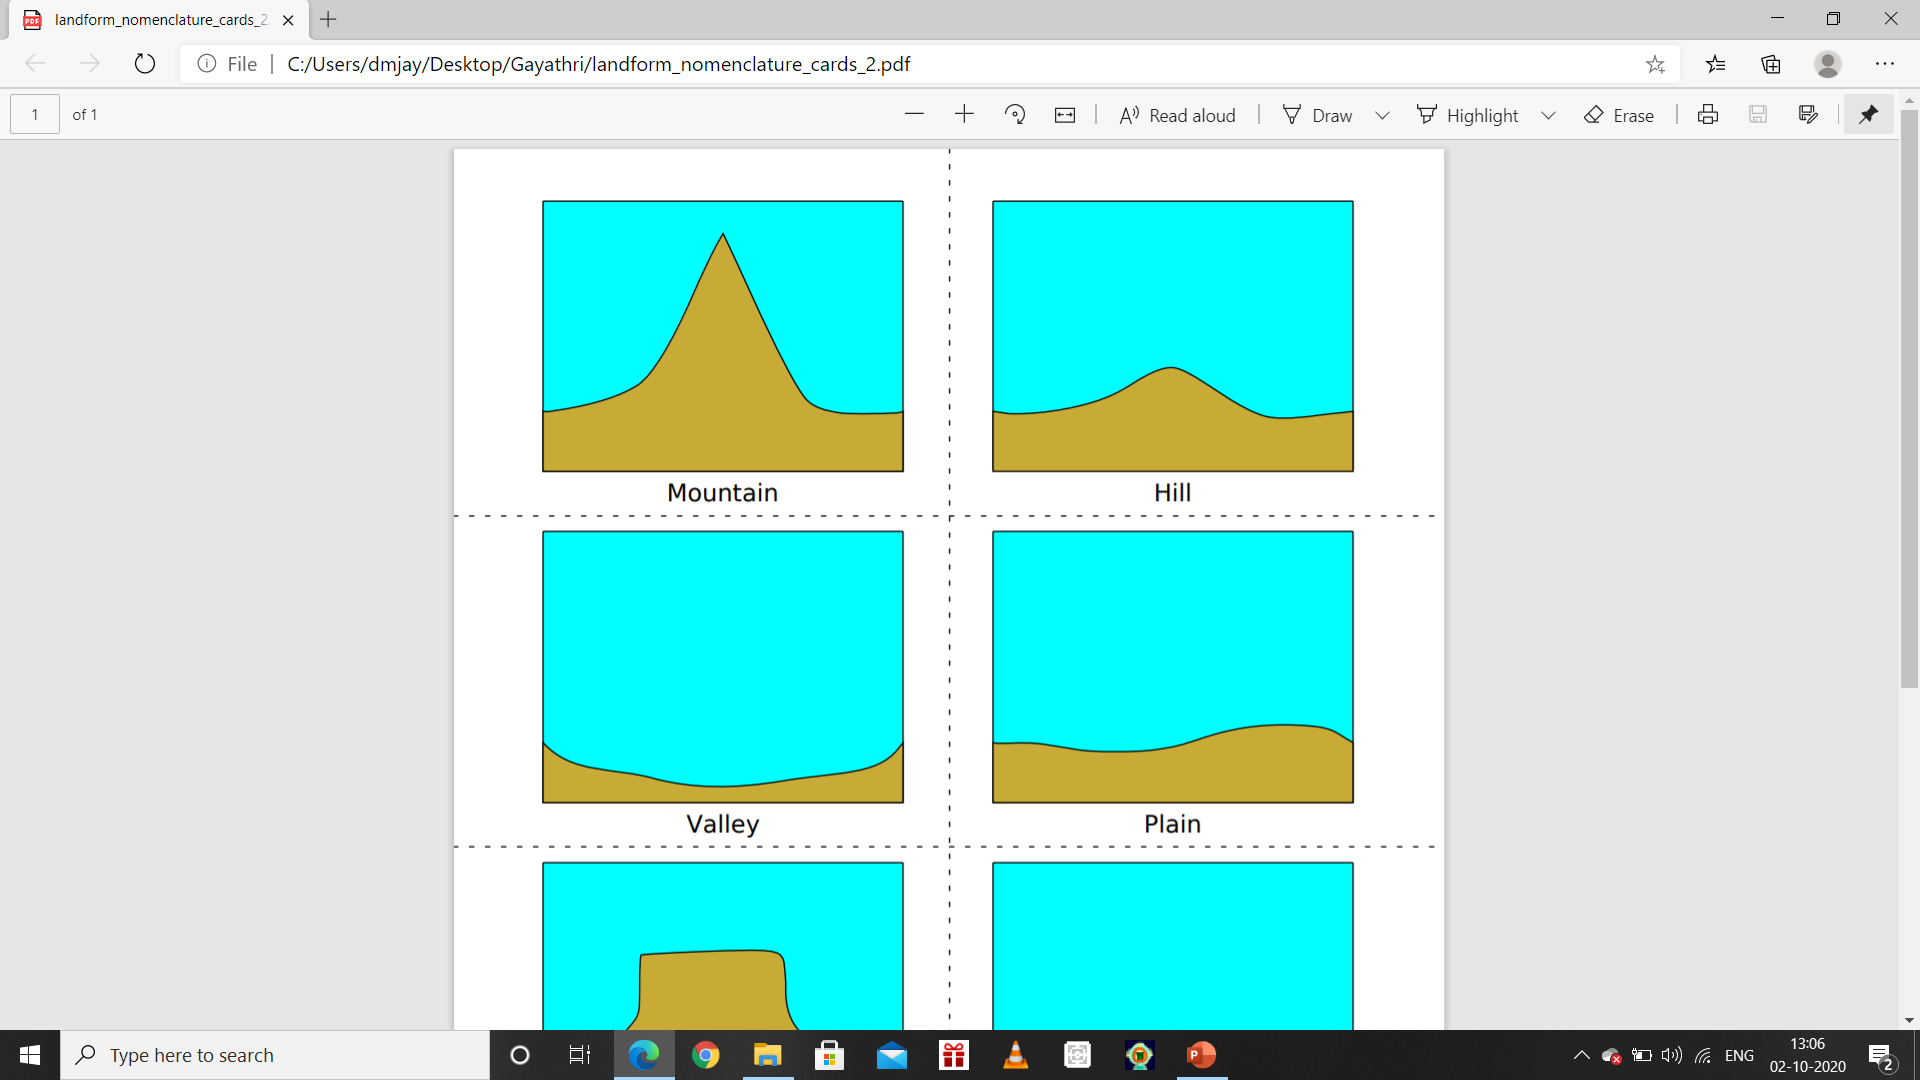 landform_nomenclature_cards_2
File
C:/Users/dmjay/Desktop/Gayathri/landform_nomenclature_cards_2.pdf
1 of 1
Read aloud
Draw
Highlight
Erase
Mountain
Hill
Valley
Plain
Type here to search
ENG
13:06
02-10-2020
2